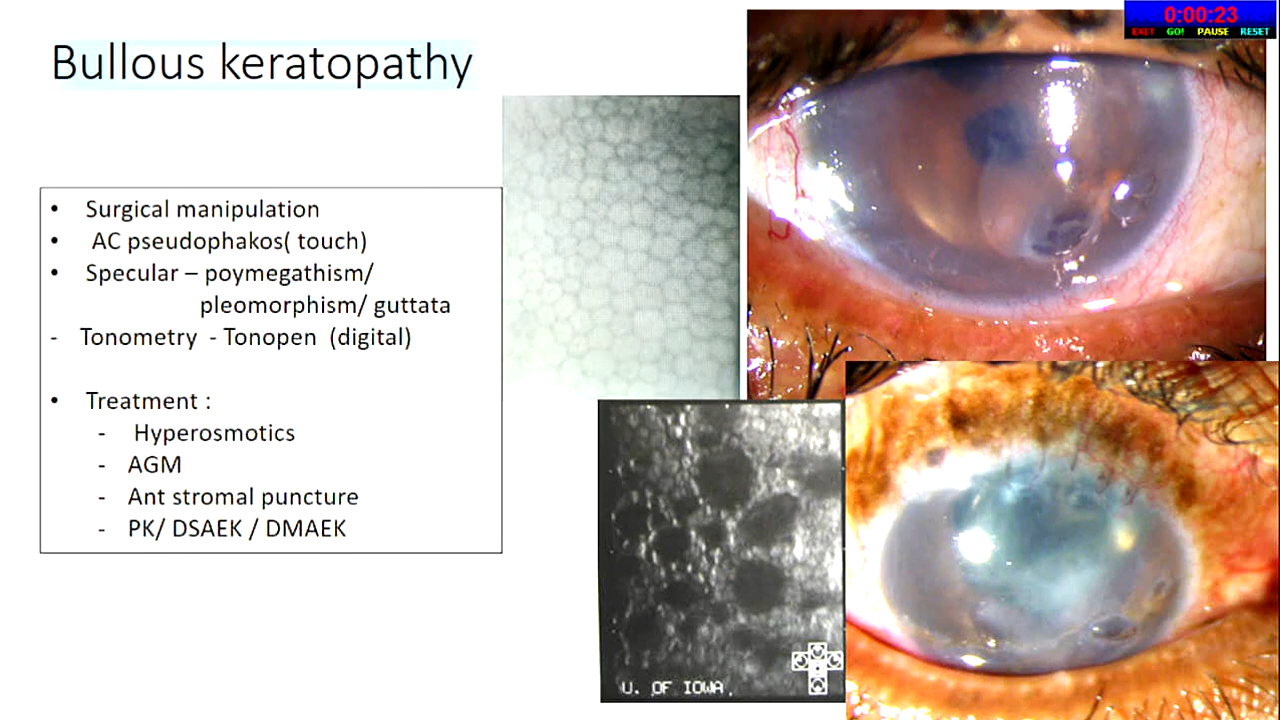 Bullous keratopathy
0:00:23
EXIT GO! PAUSE RESET
• Surgical manipulation
• AC pseudophakos( touch)
• Specular – poymegathism/
pleomorphism/ guttata
- Tonometry - Tonopen (digital)
• Treatment :
- Hyperosmotics
- AGM
- Ant stromal puncture
- PK/ DSAEK / DMAEK
U. OF IOWA